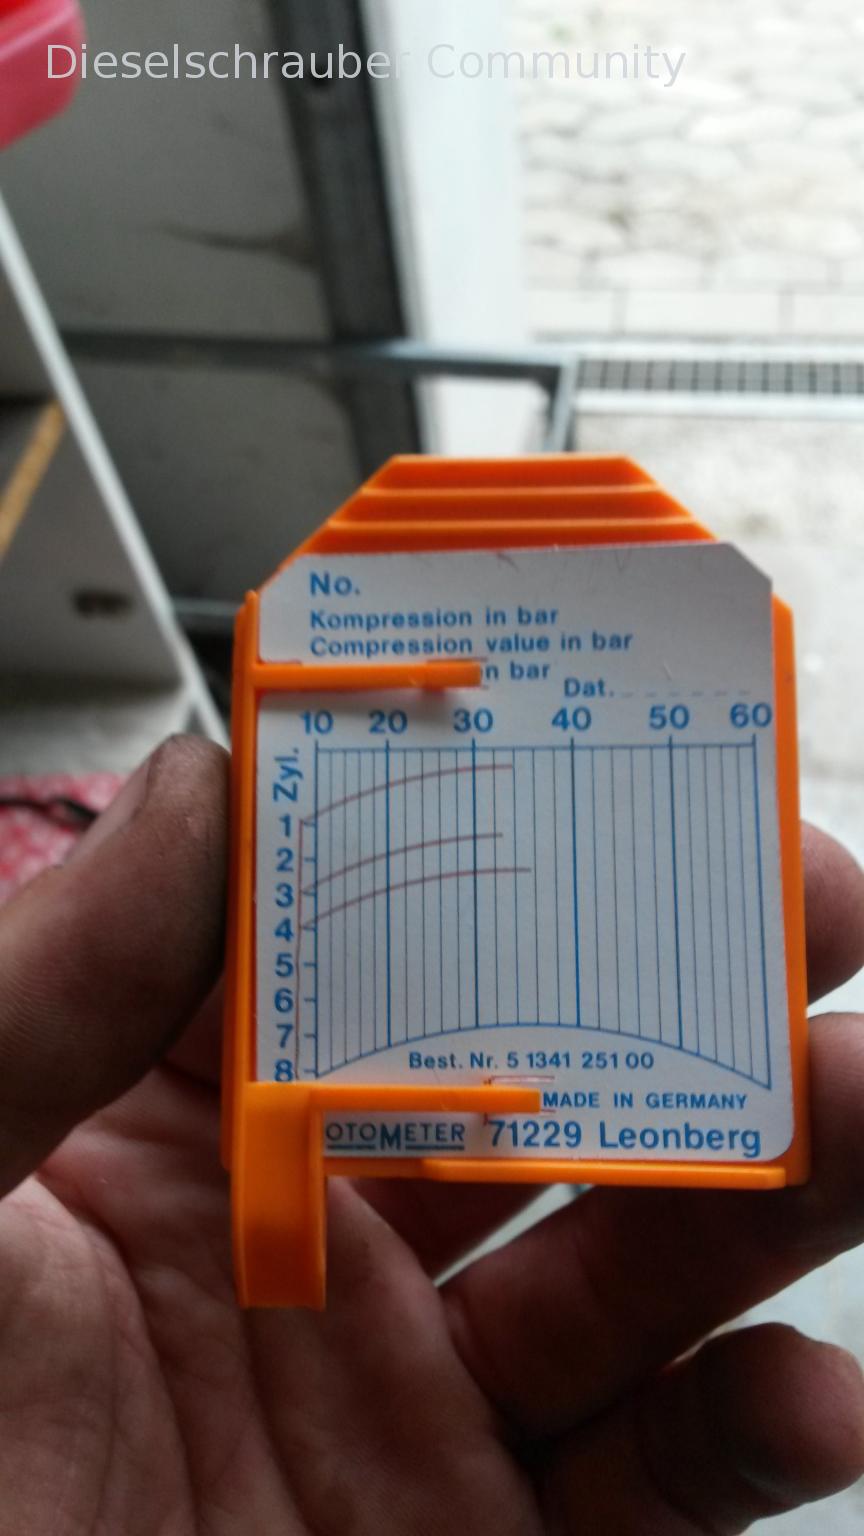 Dieselschrauber Community
No.
Kompression in bar
Compression value in bar
n bar
Dat.
10 20 30 40 50 60
Zyl.
1
2
3
4
5
6
7
8
Best. Nr. 5 1341 251 00
MADE IN GERMANY
OTOMETER 71229 Leonberg